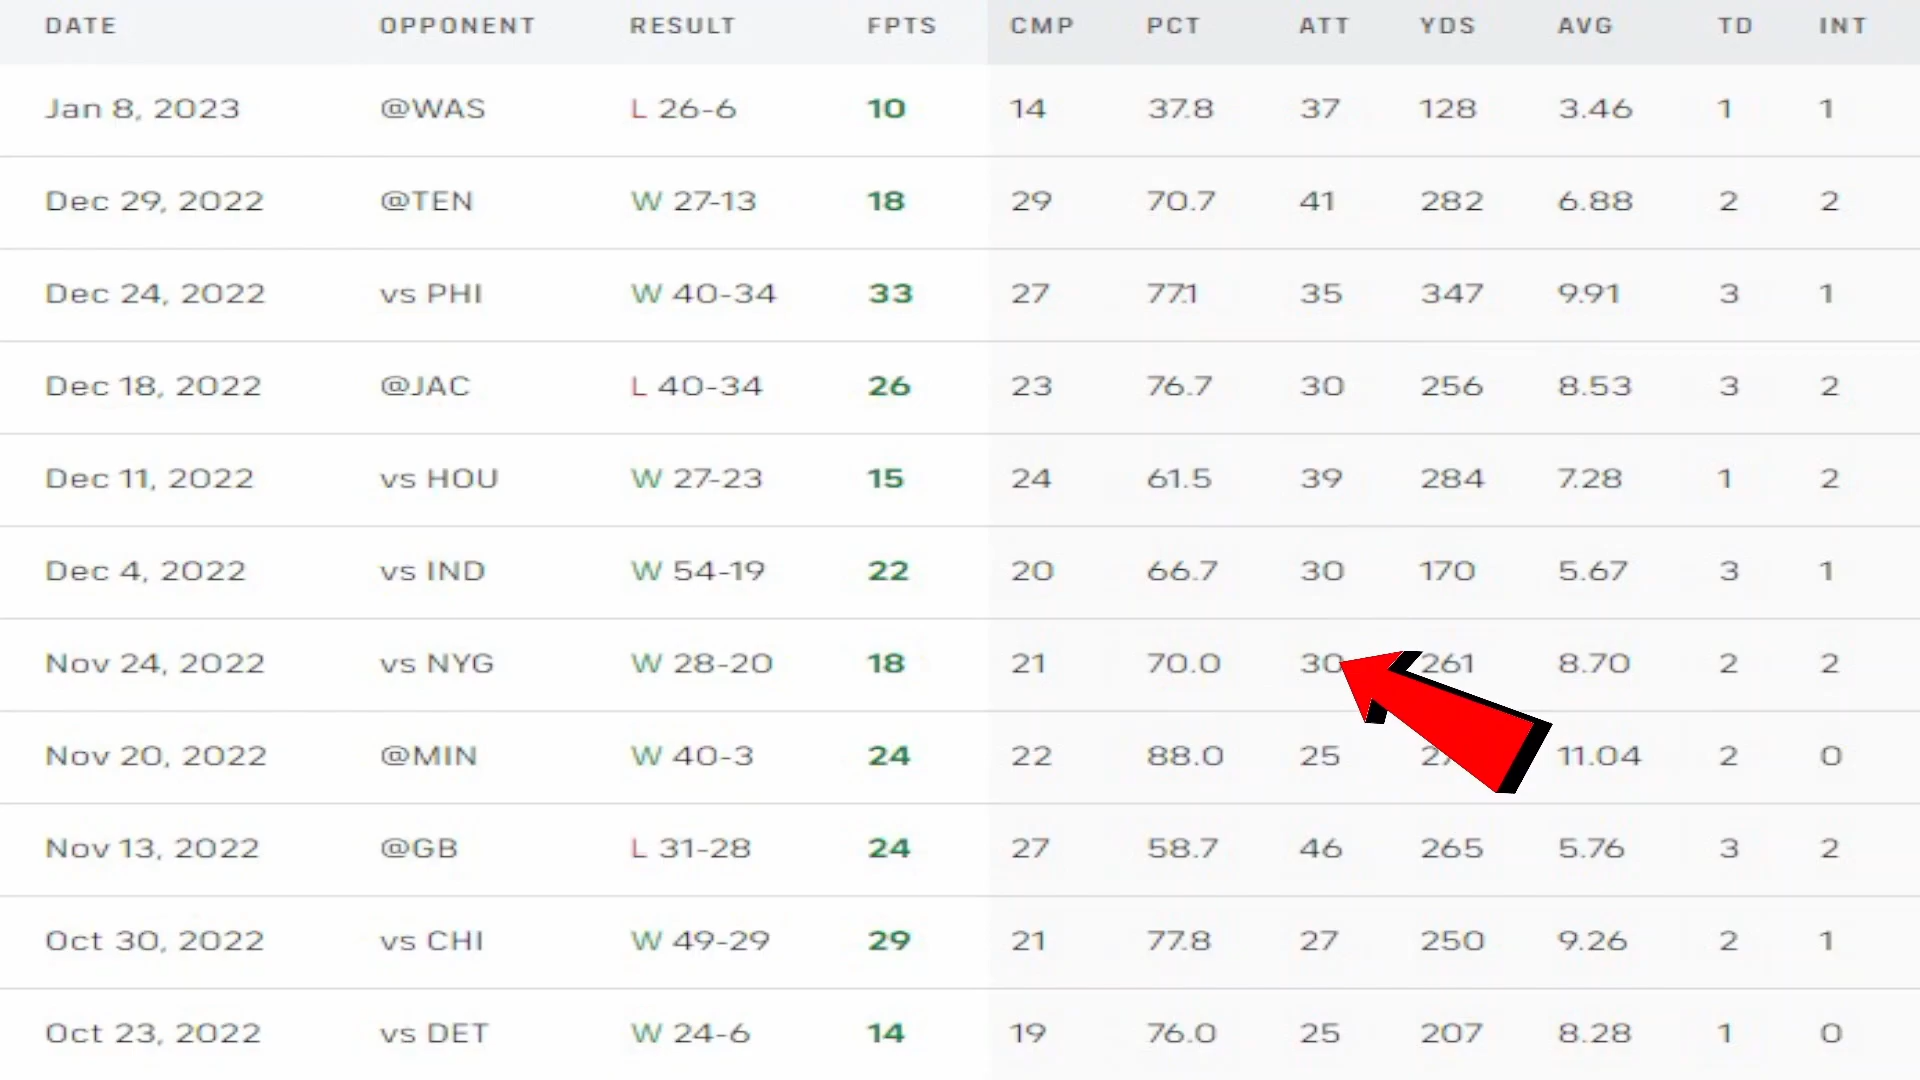 DATE OPPONENT RESULT FPTS CMP PCT ATT YDS AVG TD INT
Jan 8, 2023 @WAS L 26-6 10 14 37.8 37 128 3.46 1 1
Dec 29, 2022 @TEN W 27-13 18 29 70.7 41 282 6.88 2 2
Dec 24, 2022 vs PHI W 40-34 33 27 77.1 35 347 9.91 3 1
Dec 18, 2022 @JAC L 40-34 26 23 76.7 30 256 8.53 3 2
Dec 11, 2022 vs HOU W 27-23 15 24 61.5 39 284 7.28 1 2
Dec 4, 2022 vs IND W 54-19 22 20 66.7 30 170 5.67 3 1
Nov 24, 2022 vs NYG W 28-20 18 21 70.0 30 261 8.70 2 2
Nov 20, 2022 @MIN W 40-3 24 22 88.0 25 11.04 2 0
Nov 13, 2022 @GB L 31-28 24 27 58.7 46 265 5.76 3 2
Oct 30, 2022 vs CHI W 49-29 29 21 77.8 27 250 9.26 2 1
Oct 23, 2022 vs DET W 24-6 14 19 76.0 25 207 8.28 1 0